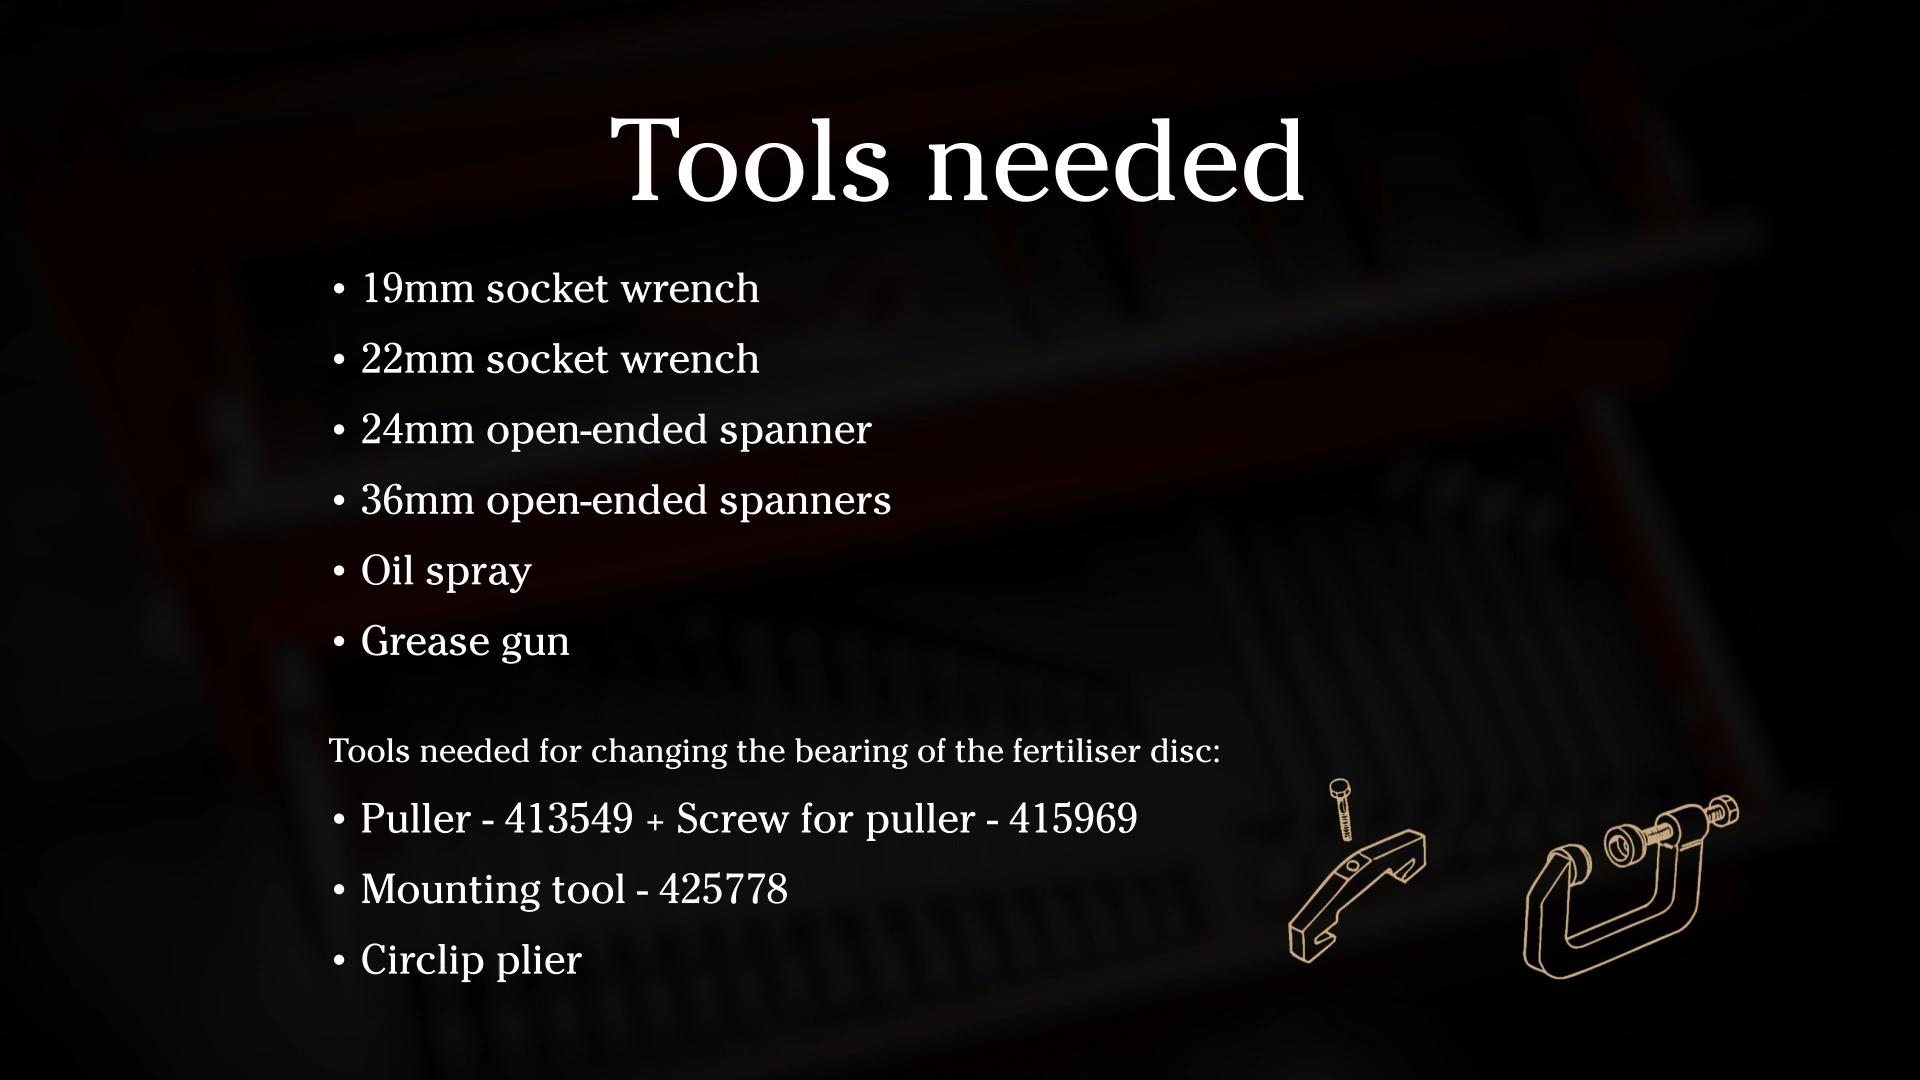 Tools needed
• 19mm socket wrench
• 22mm socket wrench
• 24mm open-ended spanner
• 36mm open-ended spanners
• Oil spray
• Grease gun
Tools needed for changing the bearing of the fertiliser disc:
• Puller - 413549 + Screw for puller - 415969
• Mounting tool - 425778
• Circlip plier